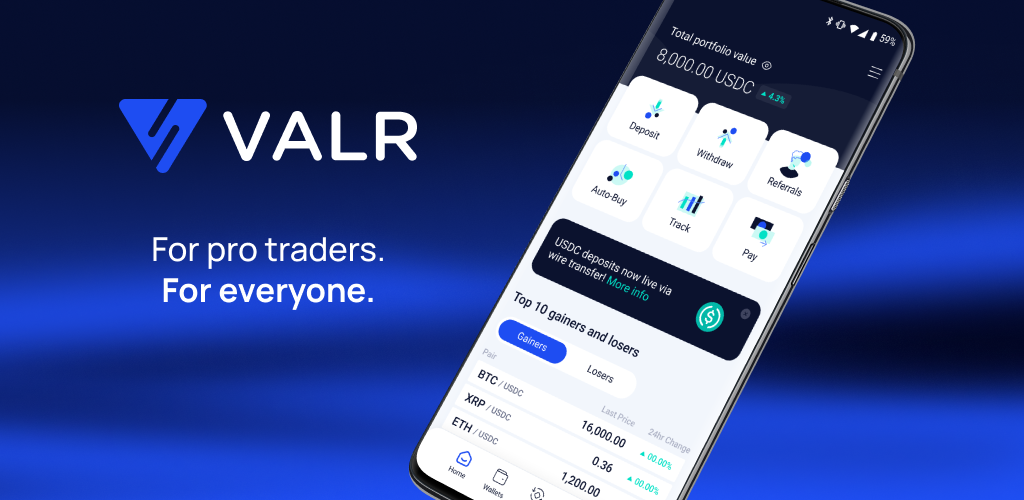 VALR
For pro traders.
For everyone.
59%
Total portfolio value
8,000.00 USDC
▲ 4.3%
Deposit
Withdraw
Referrals
Auto-Buy
Track
Pay
USDC deposits now live via
wire transfer! More info
Top 10 gainers and losers
Gainers
Losers
Pair
Last Price
24hr Change
BTC / USDC
16,000.00
▲ 00.00%
XRP / USDC
0.36
▲ 00.00%
ETH / USDC
1,200.00
Home
Wallets